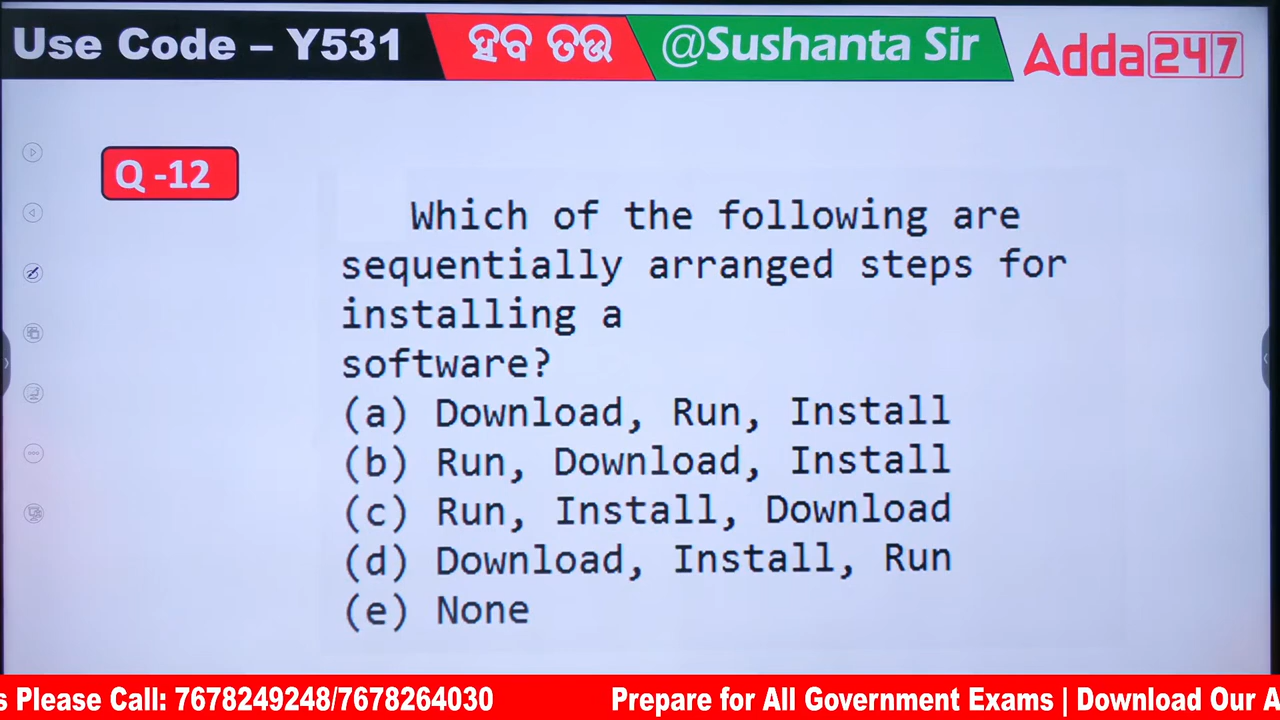 Use Code – Y531
ହବ ତଉ
@Sushanta Sir
Adda247
Q -12
Which of the following are
sequentially arranged steps for
installing a
software?
(a) Download, Run, Install
(b) Run, Download, Install
(c) Run, Install, Download
(d) Download, Install, Run
(e) None
s Please Call: 7678249248/7678264030
Prepare for All Government Exams | Download Our A